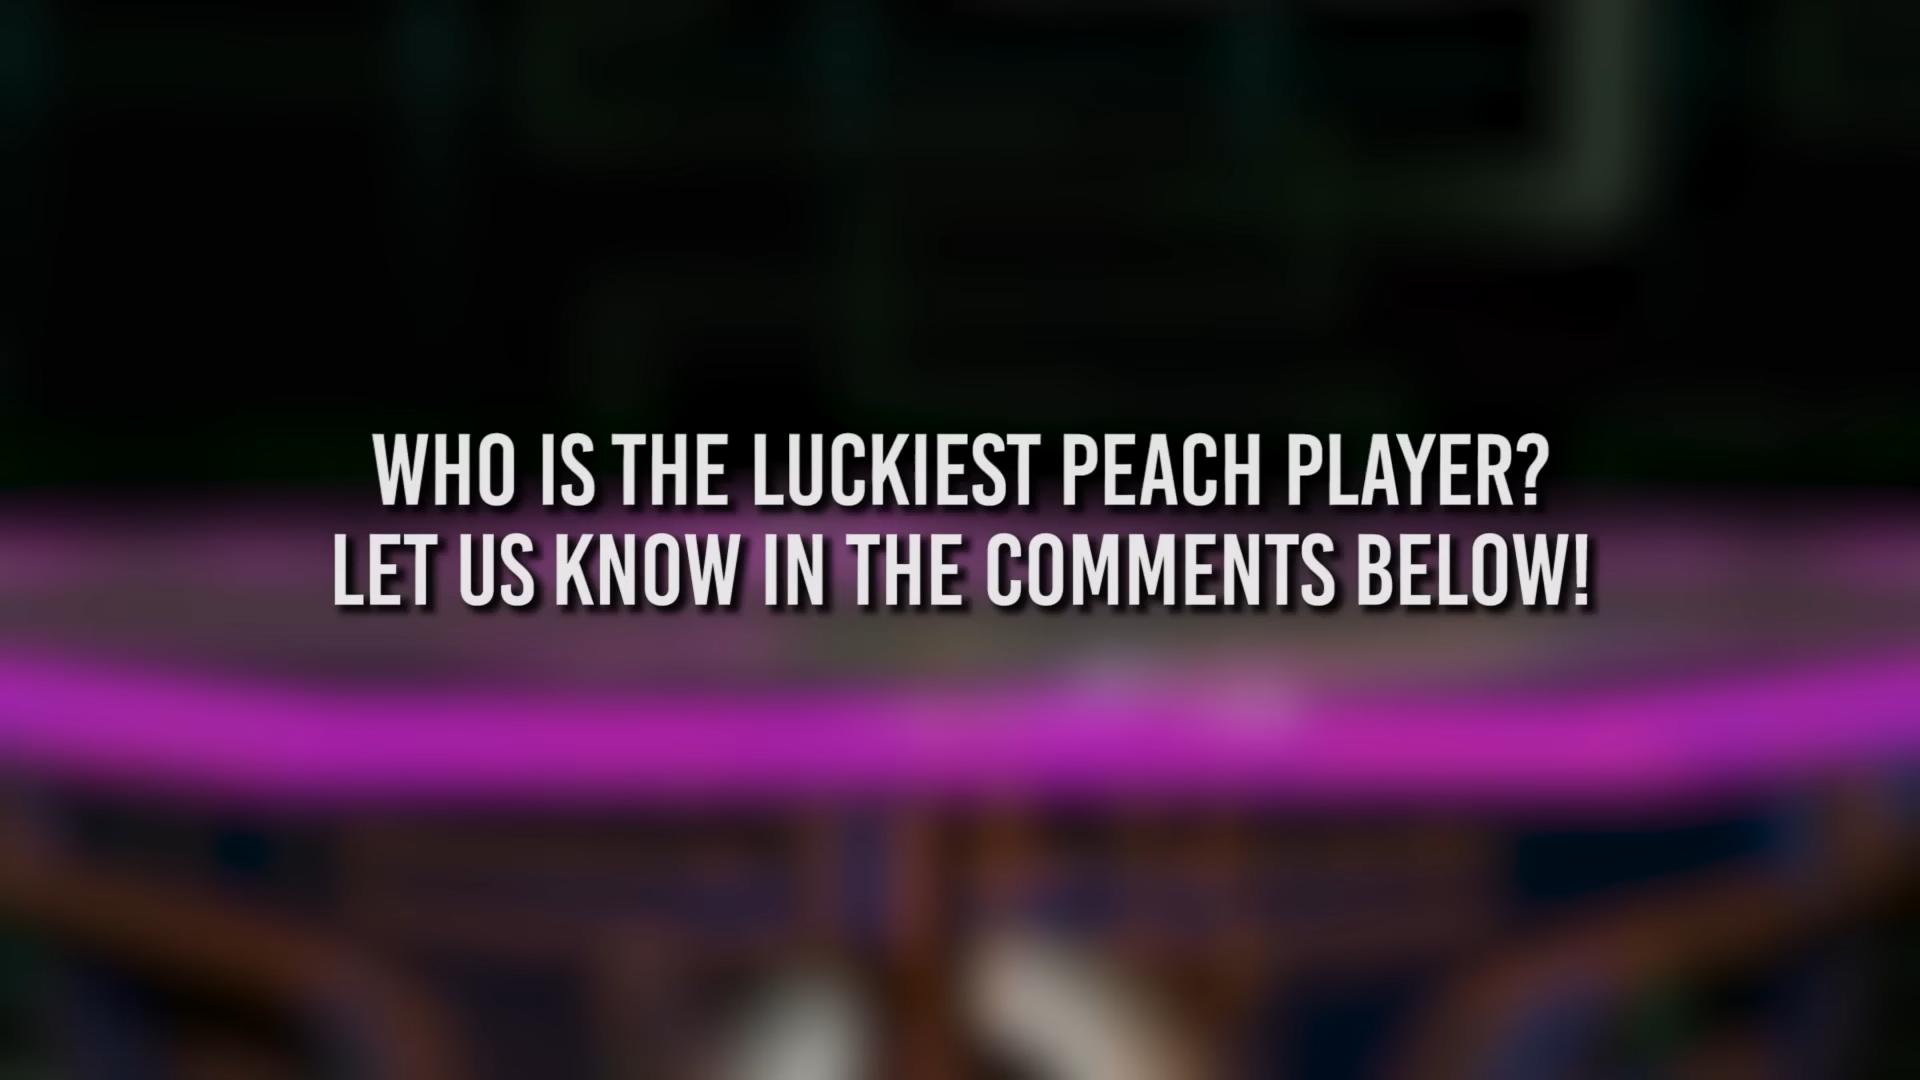 WHO IS THE LUCKIEST PEACH PLAYER?
LET US KNOW IN THE COMMENTS BELOW!